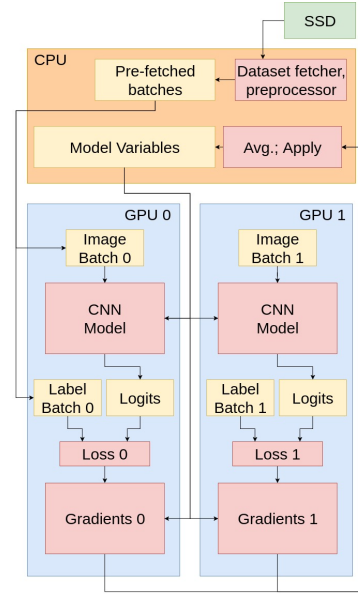 SSD
CPU
Pre-fetched
batches
Dataset fetcher,
preprocessor
Model Variables
Avg.; Apply
GPU 0
GPU 1
Image
Batch 0
Image
Batch 1
CNN
Model
CNN
Model
Label
Batch 0
Logits
Label
Batch 1
Logits
Loss 0
Loss 1
Gradients 0
Gradients 1